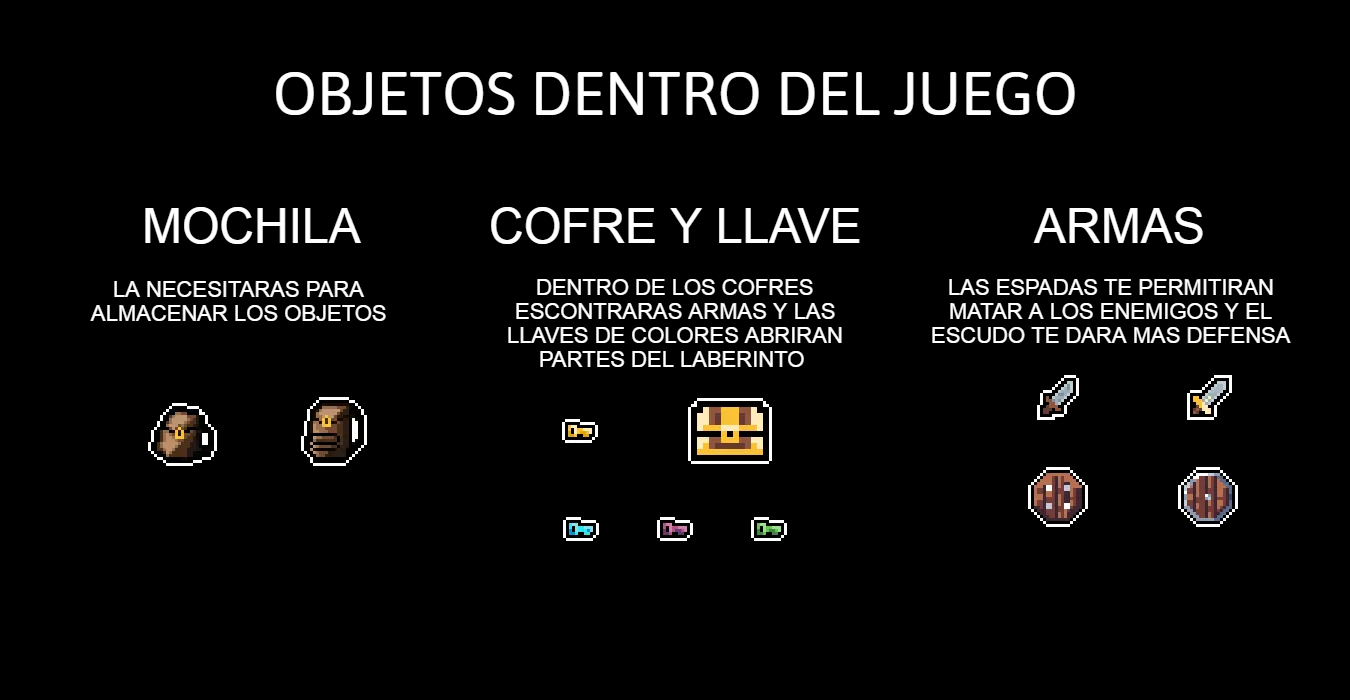 OBJETOS DENTRO DEL JUEGO
MOCHILA
LA NECESITARAS PARA
ALMACENAR LOS OBJETOS
COFRE Y LLAVE
DENTRO DE LOS COFRES
ESCONTRARAS ARMAS Y LAS
LLAVES DE COLORES ABRIRAN
PARTES DEL LABERINTO
ARMAS
LAS ESPADAS TE PERMITIRAN
MATAR A LOS ENEMIGOS Y EL
ESCUDO TE DARA MAS DEFENSA